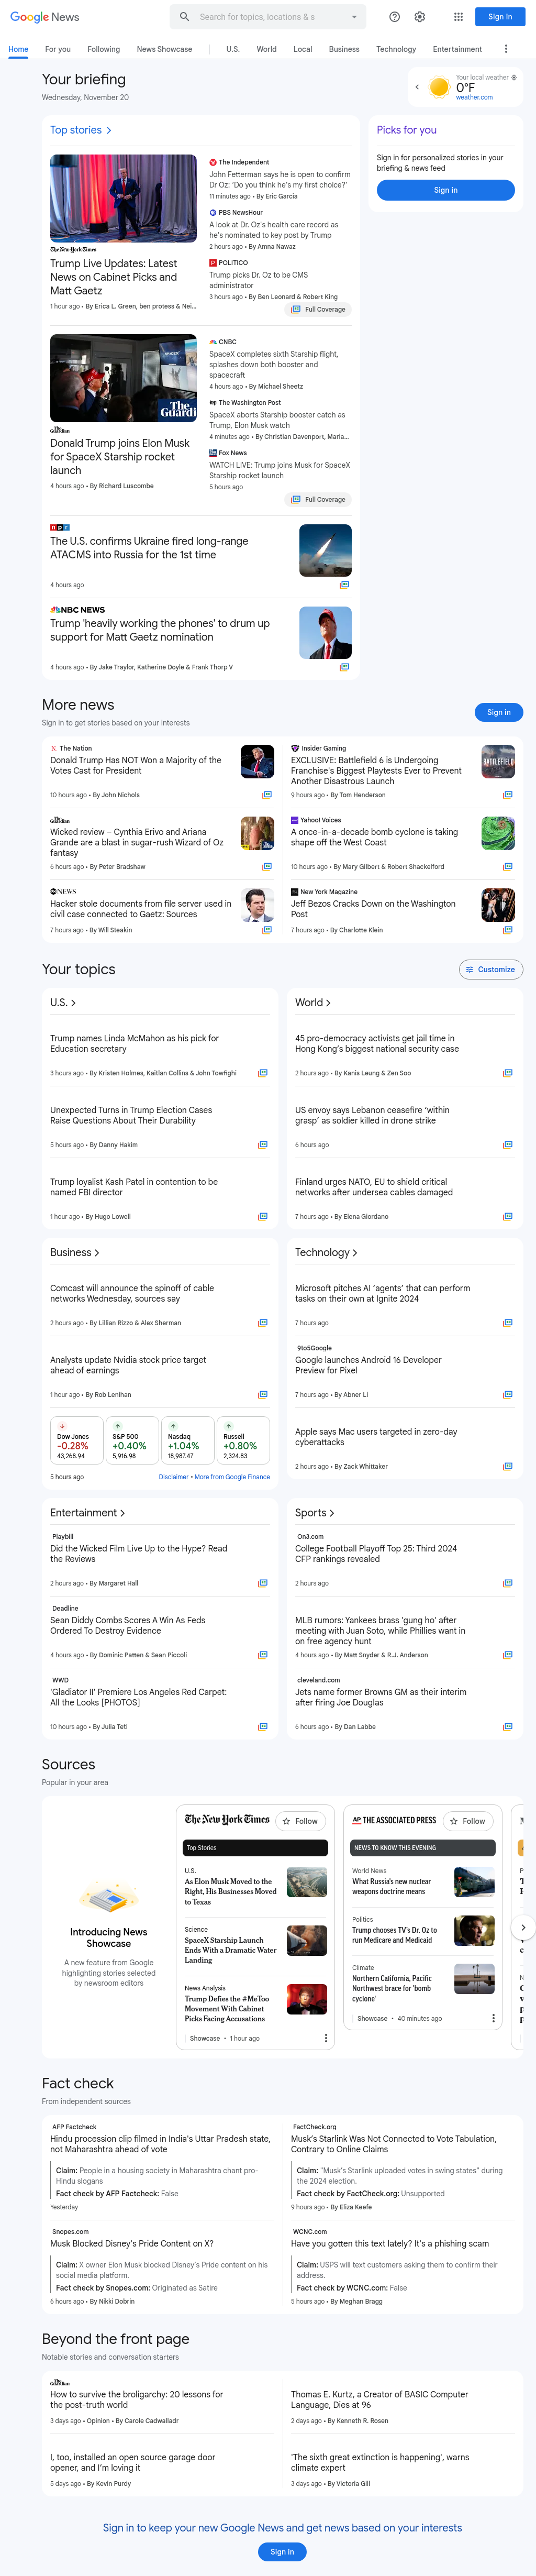 Google News
Search for topics, locations & s
Sign in
Home For you Following News Showcase U.S. World Local Business Technology Entertainment
Your briefing
Wednesday, November 20
Your local weather
0°F
weather.com
Top stories
The New York Times
Trump Live Updates: Latest
News on Cabinet Picks and
Matt Gaetz
1 hour ago • By Erica L. Green, ben protess & Nei...
The Independent
John Fetterman says he is open to confirm
Dr Oz: 'Do you think he's my first choice?'
11 minutes ago • By Eric Garcia
PBS NewsHour
A look at Dr. Oz's health care record as
he's nominated to key post by Trump
2 hours ago • By Amna Nawaz
POLITICO
Trump picks Dr. Oz to be CMS
administrator
3 hours ago • By Ben Leonard & Robert King
Full Coverage
Picks for you
Sign in for personalized stories in your
briefing & news feed
Sign in
The Guardi
The Guardian
Donald Trump joins Elon Musk
for SpaceX Starship rocket
launch
4 hours ago • By Richard Luscombe
CNBC
SpaceX completes sixth Starship flight,
splashes down both booster and
spacecraft
4 hours ago • By Michael Sheetz
The Washington Post
SpaceX aborts Starship booster catch as
Trump, Elon Musk watch
4 minutes ago • By Christian Davenport, Maria...
Fox News
WATCH LIVE: Trump joins Musk for SpaceX
Starship rocket launch
5 hours ago
Full Coverage
npr
The U.S. confirms Ukraine fired long-range
ATACMS into Russia for the 1st time
4 hours ago
NBC NEWS
Trump 'heavily working the phones' to drum up
support for Matt Gaetz nomination
4 hours ago • By Jake Traylor, Katherine Doyle & Frank Thorp V
More news
Sign in to get stories based on your interests
Sign in
The Nation
Donald Trump Has NOT Won a Majority of the
Votes Cast for President
10 hours ago • By John Nichols
Insider Gaming
EXCLUSIVE: Battlefield 6 is Undergoing
Franchise's Biggest Playtests Ever to Prevent
Another Disastrous Launch
9 hours ago • By Tom Henderson
BATTLEFIELD
The Guardian
Wicked review – Cynthia Erivo and Ariana
Grande are a blast in sugar-rush Wizard of Oz
fantasy
6 hours ago • By Peter Bradshaw
Yahoo! Voices
A once-in-a-decade bomb cyclone is taking
shape off the West Coast
10 hours ago • By Mary Gilbert & Robert Shackelford
abc NEWS
Hacker stole documents from file server used in
civil case connected to Gaetz: Sources
7 hours ago • By Will Steakin
New York Magazine
Jeff Bezos Cracks Down on the Washington
Post
7 hours ago • By Charlotte Klein
Your topics
Customize
U.S.
Trump names Linda McMahon as his pick for
Education secretary
3 hours ago • By Kristen Holmes, Kaitlan Collins & John Towfighi
Unexpected Turns in Trump Election Cases
Raise Questions About Their Durability
5 hours ago • By Danny Hakim
Trump loyalist Kash Patel in contention to be
named FBI director
1 hour ago • By Hugo Lowell
World
45 pro-democracy activists get jail time in
Hong Kong's biggest national security case
2 hours ago • By Kanis Leung & Zen Soo
US envoy says Lebanon ceasefire 'within
grasp' as soldier killed in drone strike
6 hours ago
Finland urges NATO, EU to shield critical
networks after undersea cables damaged
7 hours ago • By Elena Giordano
Business
Comcast will announce the spinoff of cable
networks Wednesday, sources say
2 hours ago • By Lillian Rizzo & Alex Sherman
Analysts update Nvidia stock price target
ahead of earnings
1 hour ago • By Rob Lenihan
Dow Jones S&P 500 Nasdaq Russell
-0.28% +0.40% +1.04% +0.80%
43,268.94 5,916.98 18,987.47 2,324.83
5 hours ago Disclaimer • More from Google Finance
Technology
Microsoft pitches AI 'agents' that can perform
tasks on their own at Ignite 2024
7 hours ago
9to5Google
Google launches Android 16 Developer
Preview for Pixel
7 hours ago • By Abner Li
Apple says Mac users targeted in zero-day
cyberattacks
2 hours ago • By Zack Whittaker
Entertainment
Playbill
Did the Wicked Film Live Up to the Hype? Read
the Reviews
2 hours ago • By Margaret Hall
Deadline
Sean Diddy Combs Scores A Win As Feds
Ordered To Destroy Evidence
4 hours ago • By Dominic Patten & Sean Piccoli
WWD
'Gladiator II' Premiere Los Angeles Red Carpet:
All the Looks [PHOTOS]
10 hours ago • By Julia Teti
Sports
On3.com
College Football Playoff Top 25: Third 2024
CFP rankings revealed
2 hours ago
MLB rumors: Yankees brass 'gung ho' after
meeting with Juan Soto, while Phillies want in
on free agency hunt
4 hours ago • By Matt Snyder & R.J. Anderson
cleveland.com
Jets name former Browns GM as their interim
after firing Joe Douglas
6 hours ago • By Dan Labbe
Sources
Popular in your area
Introducing News
Showcase
A new feature from Google
highlighting stories selected
by newsroom editors
The New York Times
Follow
Top Stories
U.S.
As Elon Musk Moved to the
Right, His Businesses Moved
to Texas
Science
SpaceX Starship Launch
Ends With a Dramatic Water
Landing
News Analysis
Trump Defies the #MeToo
Movement With Cabinet
Picks Facing Accusations
Showcase • 1 hour ago
AP THE ASSOCIATED PRESS
Follow
NEWS TO KNOW THIS EVENING
World News
What Russia's new nuclear
weapons doctrine means
Politics
Trump chooses TV's Dr. Oz to
run Medicare and Medicaid
Climate
Northern California, Pacific
Northwest brace for 'bomb
cyclone'
Showcase • 40 minutes ago
Fact check
From independent sources
AFP Factcheck
Hindu procession clip filmed in India's Uttar Pradesh state,
not Maharashtra ahead of vote
Claim: People in a housing society in Maharashtra chant pro-
Hindu slogans
Fact check by AFP Factcheck: False
Yesterday
FactCheck.org
Musk's Starlink Was Not Connected to Vote Tabulation,
Contrary to Online Claims
Claim: "Musk's Starlink uploaded votes in swing states" during
the 2024 election.
Fact check by FactCheck.org: Unsupported
9 hours ago • By Eliza Keefe
Snopes.com
Musk Blocked Disney's Pride Content on X?
Claim: X owner Elon Musk blocked Disney's Pride content on his
social media platform.
Fact check by Snopes.com: Originated as Satire
6 hours ago • By Nikki Dobrin
WCNC.com
Have you gotten this text lately? It's a phishing scam
Claim: USPS will text customers asking them to confirm their
address.
Fact check by WCNC.com: False
5 hours ago • By Meghan Bragg
Beyond the front page
Notable stories and conversation starters
The Guardian
How to survive the broligarchy: 20 lessons for
the post-truth world
3 days ago • Opinion • By Carole Cadwalladr
Thomas E. Kurtz, a Creator of BASIC Computer
Language, Dies at 96
2 days ago • By Kenneth R. Rosen
I, too, installed an open source garage door
opener, and I'm loving it
5 days ago • By Kevin Purdy
'The sixth great extinction is happening', warns
climate expert
3 days ago • By Victoria Gill
Sign in to keep your new Google News and get news based on your interests
Sign in